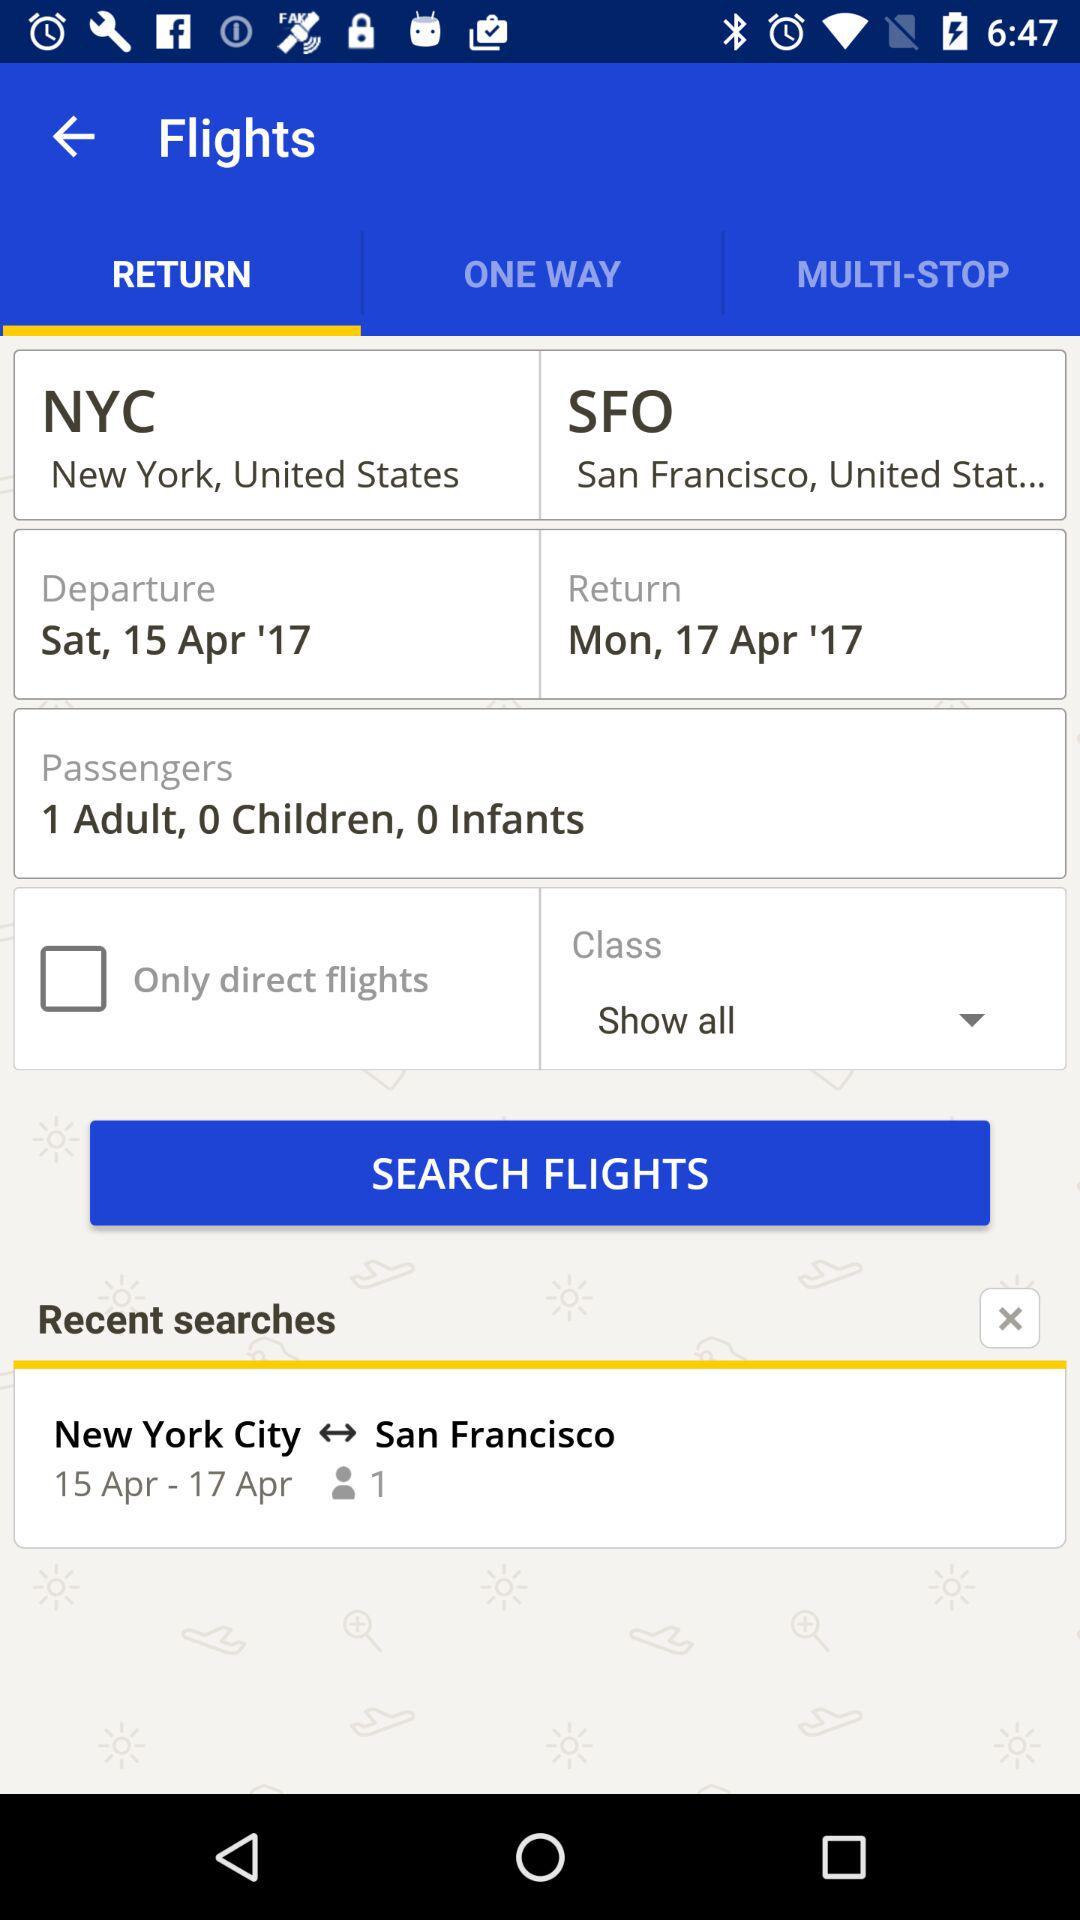 FAKE
6:47
Flights
RETURN
ONE WAY
MULTI-STOP
NYC
New York, United States
SFO
San Francisco, United Stat...
Departure
Sat, 15 Apr '17
Return
Mon, 17 Apr '17
Passengers
1 Adult, 0 Children, 0 Infants
Only direct flights
Class
Show all
SEARCH FLIGHTS
Recent searches
New York City ↔ San Francisco
15 Apr - 17 Apr 1